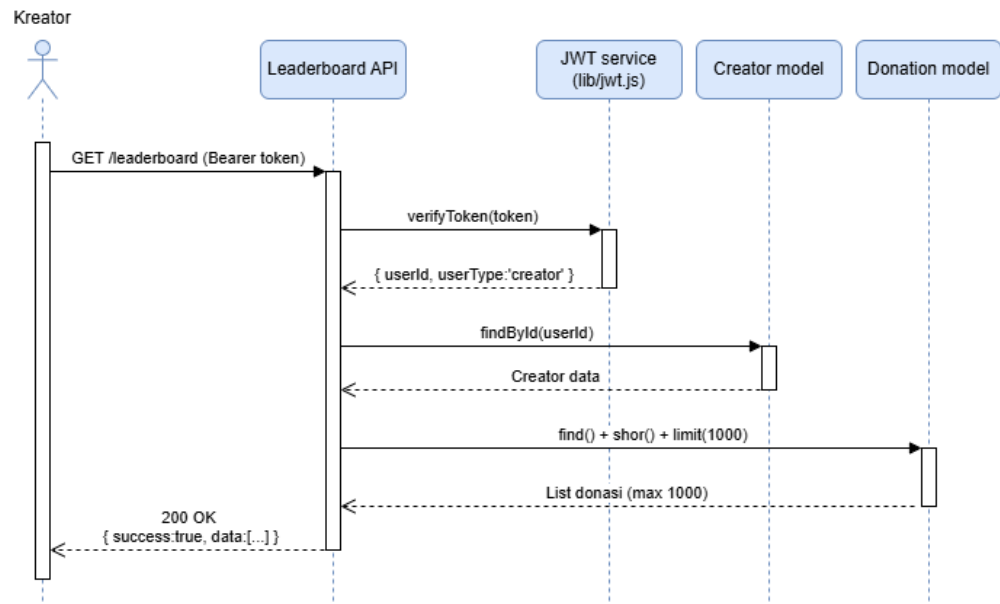 Kreator
Leaderboard API
JWT service
(lib/jwt.js)
Creator model
Donation model
GET /leaderboard (Bearer token)
verifyToken(token)
{ userId, userType:'creator' }
findById(userId)
Creator data
find() + shor() + limit(1000)
List donasi (max 1000)
200 OK
{ success:true, data:[...] }